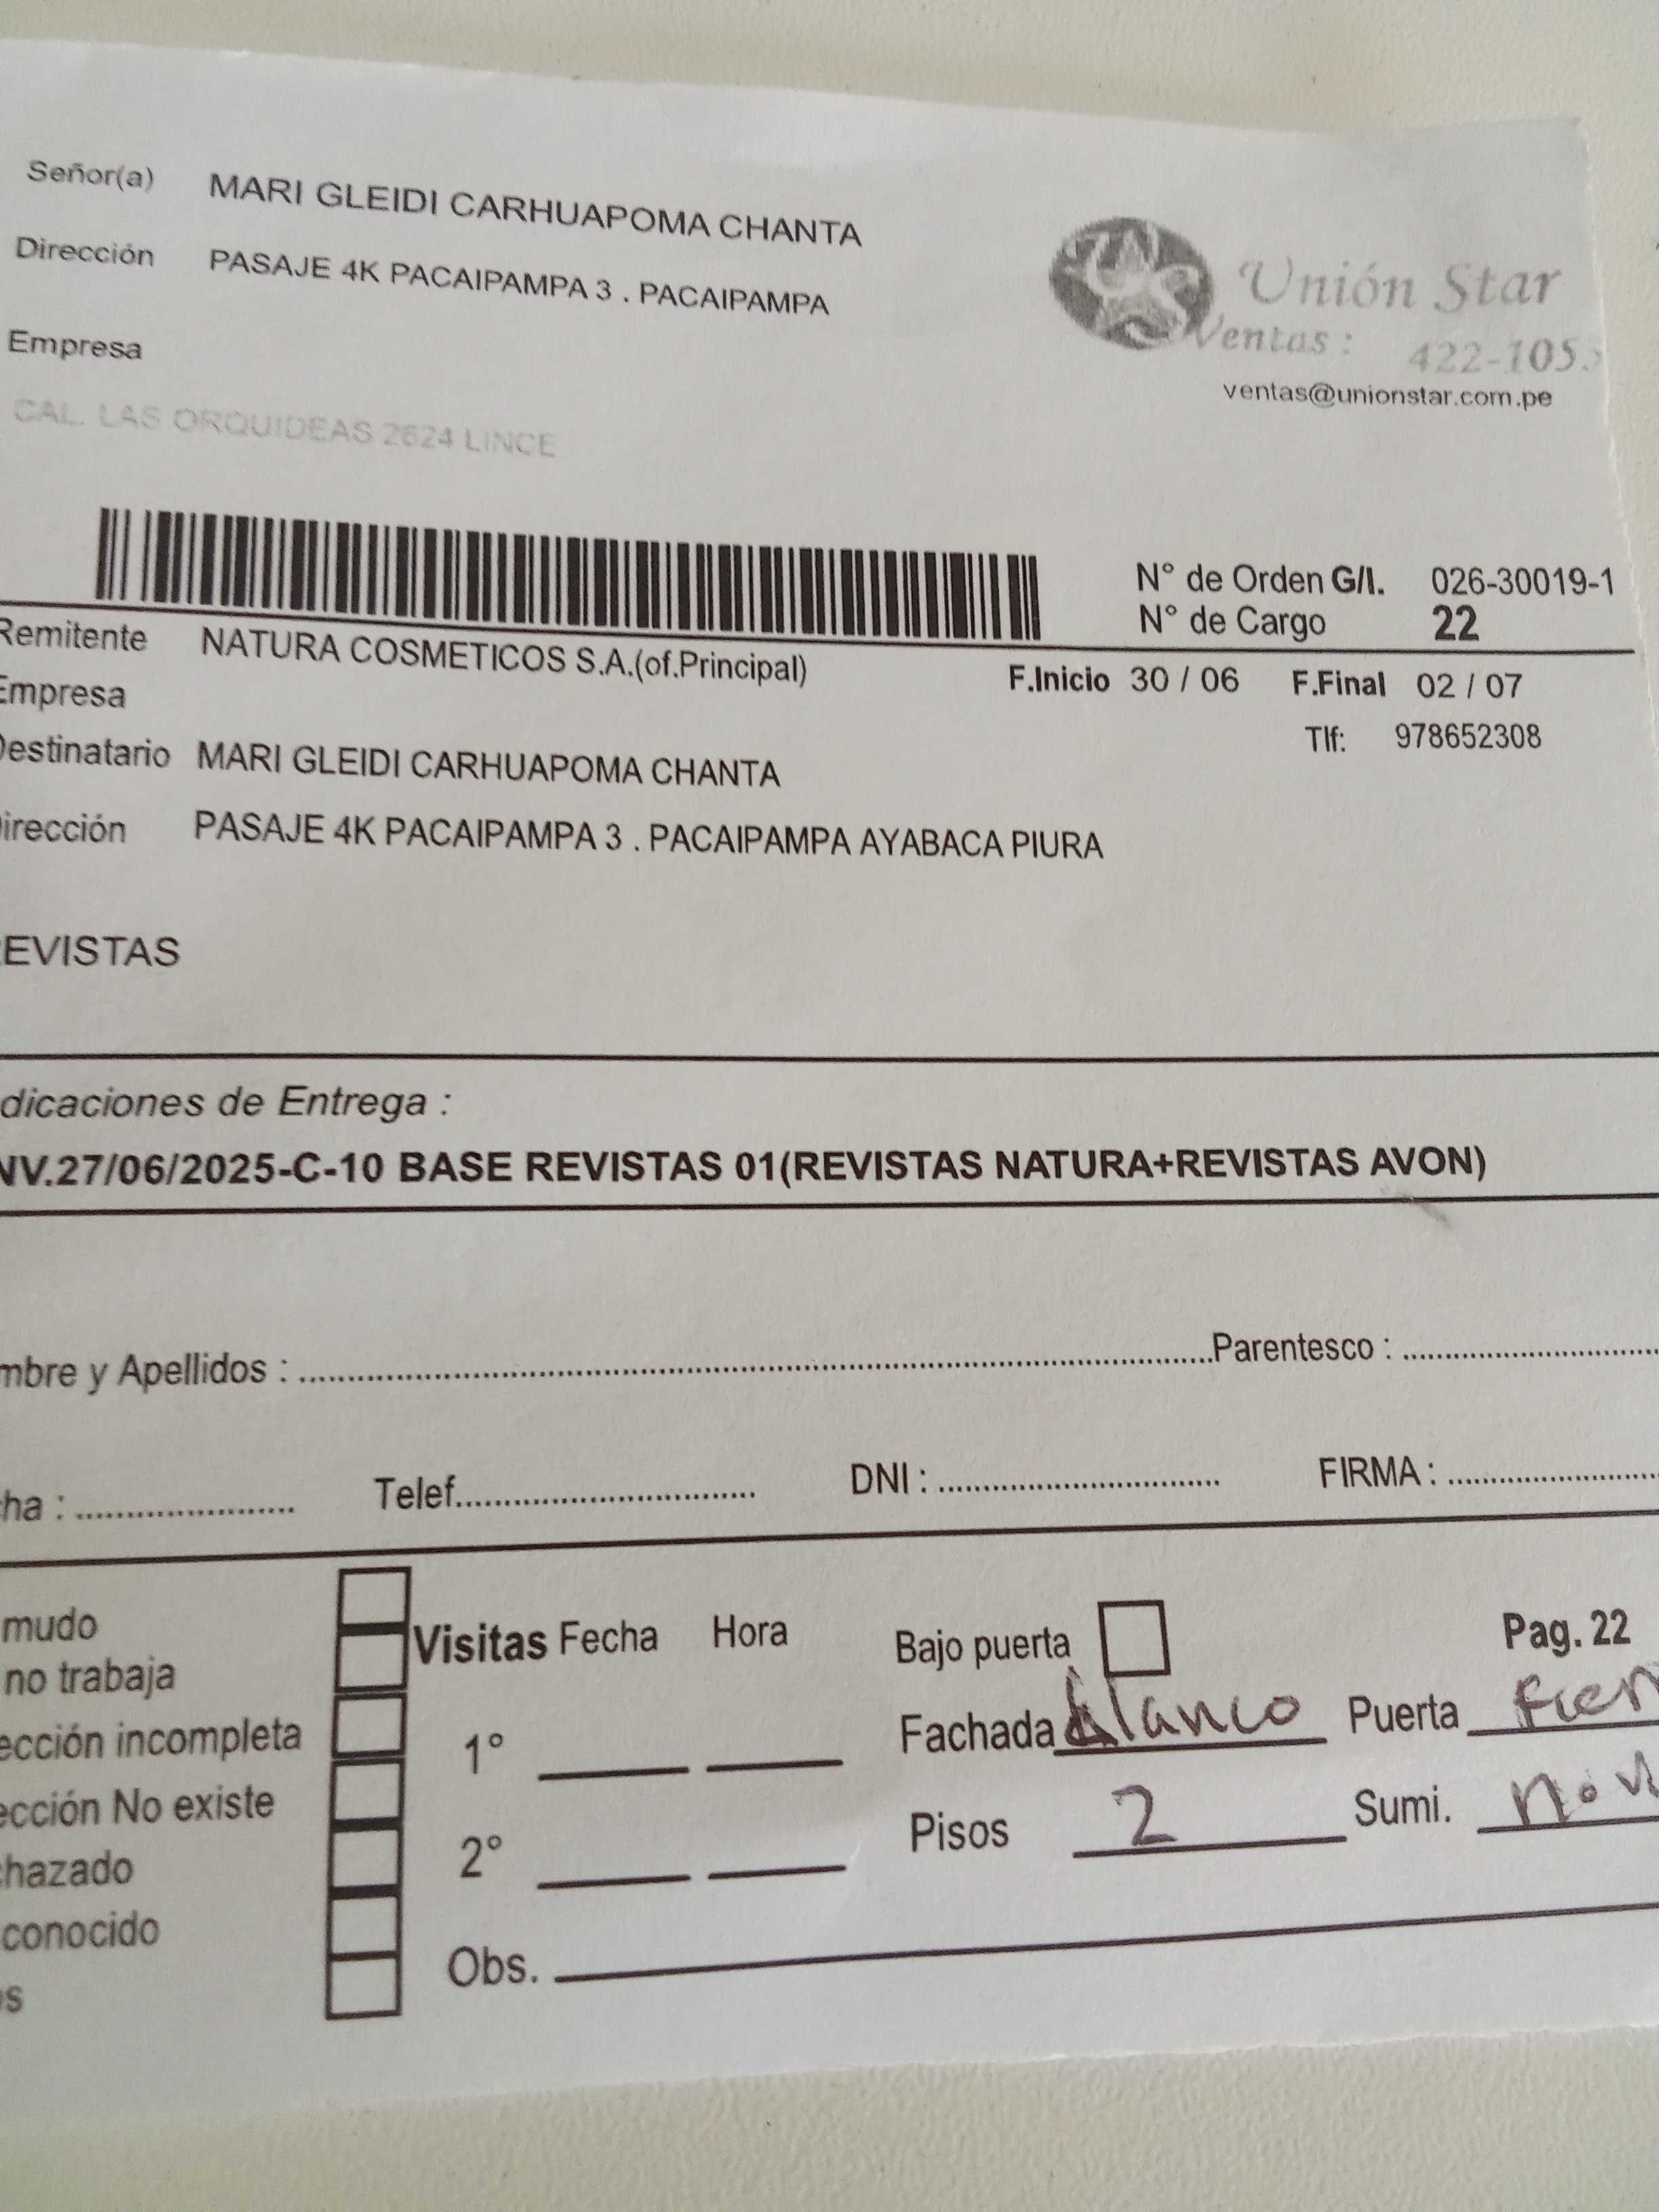 Señor(a) MARI GLEIDI CARHUAPOMA CHANTA
Dirección PASAJE 4K PACAIPAMPA 3 . PACAIPAMPA
Unión Star
Empresa
Ventas : 422-105
ventas@unionstar.com.pe
CAL. LAS ORQUIDEAS 2624 LINCE
N° de Orden G/I. 026-30019-1
N° de Cargo 22
Remitente NATURA COSMETICOS S.A.(of.Principal)
F.Inicio 30 / 06 F.Final 02 / 07
Empresa
Tlf: 978652308
Destinatario MARI GLEIDI CARHUAPOMA CHANTA
irección PASAJE 4K PACAIPAMPA 3 . PACAIPAMPA AYABACA PIURA
EVISTAS
dicaciones de Entrega :
NV.27/06/2025-C-10 BASE REVISTAS 01(REVISTAS NATURA+REVISTAS AVON)
mbre y Apellidos : Parentesco :
ha : Telef. DNI : FIRMA :
mudo
no trabaja
ección incompleta
ección No existe
chazado
conocido
os
Visitas Fecha Hora
1°
2°
Obs.
Bajo puerta Pag. 22
Fachada blanco Puerta
Pisos 2 Sumi.